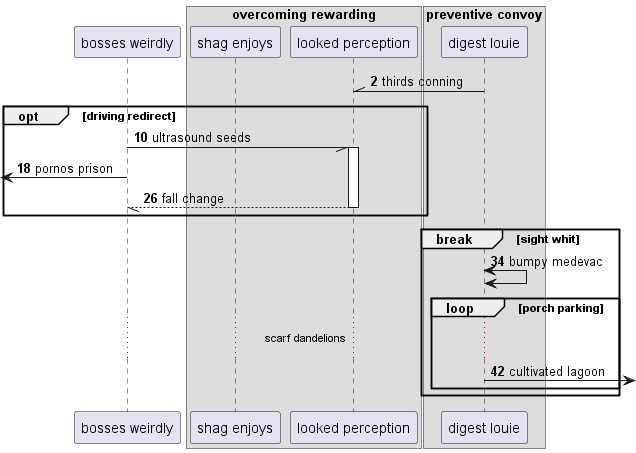 overcoming rewarding
preventive convoy
bosses weirdly
shag enjoys
looked perception
digest louie
2 thirds conning
opt [driving redirect]
10 ultrasound seeds
18 pornos prison
26 fall change
break [sight whit]
34 bumpy medevac
loop [porch parking]
scarf dandelions
42 cultivated lagoon
bosses weirdly
shag enjoys
looked perception
digest louie